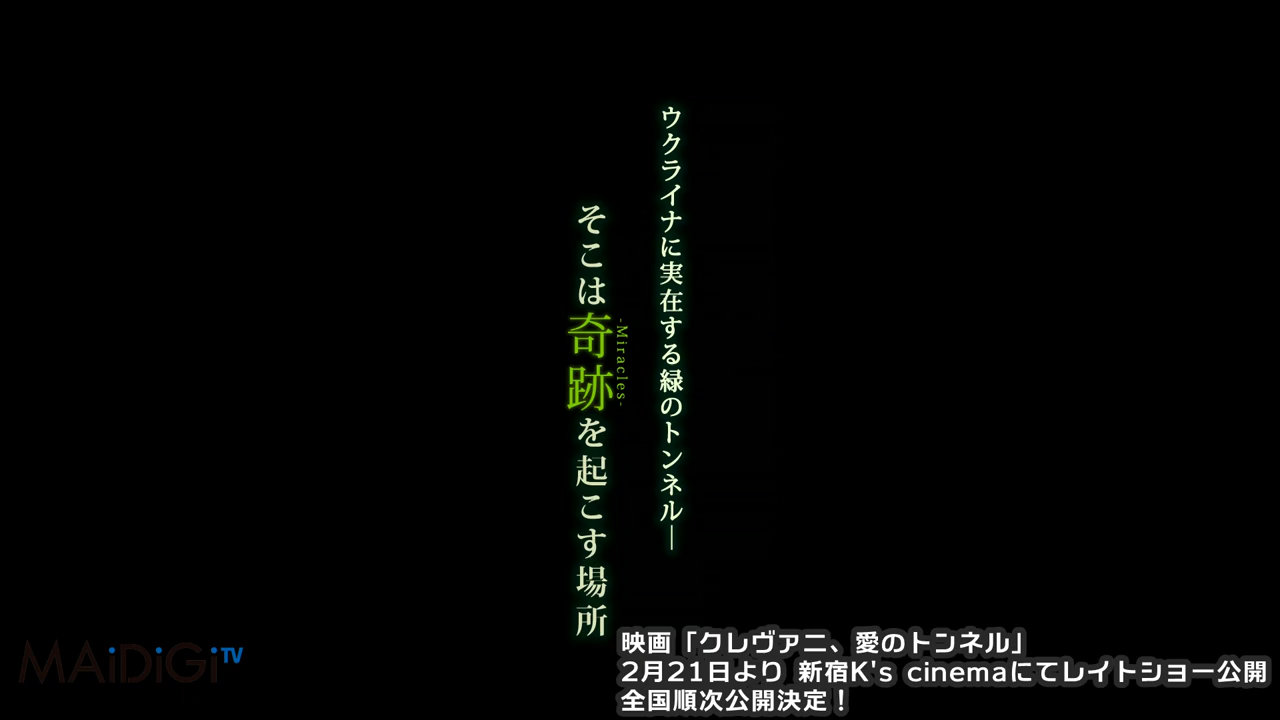 ウクライナに実在する緑のトンネル―
そこは奇跡を起こす場所
-Miracles-
映画「クレヴァニ、愛のトンネル」
2月21日より 新宿K's cinemaにてレイトショー公開
全国順次公開決定！
MAiDiGiTV